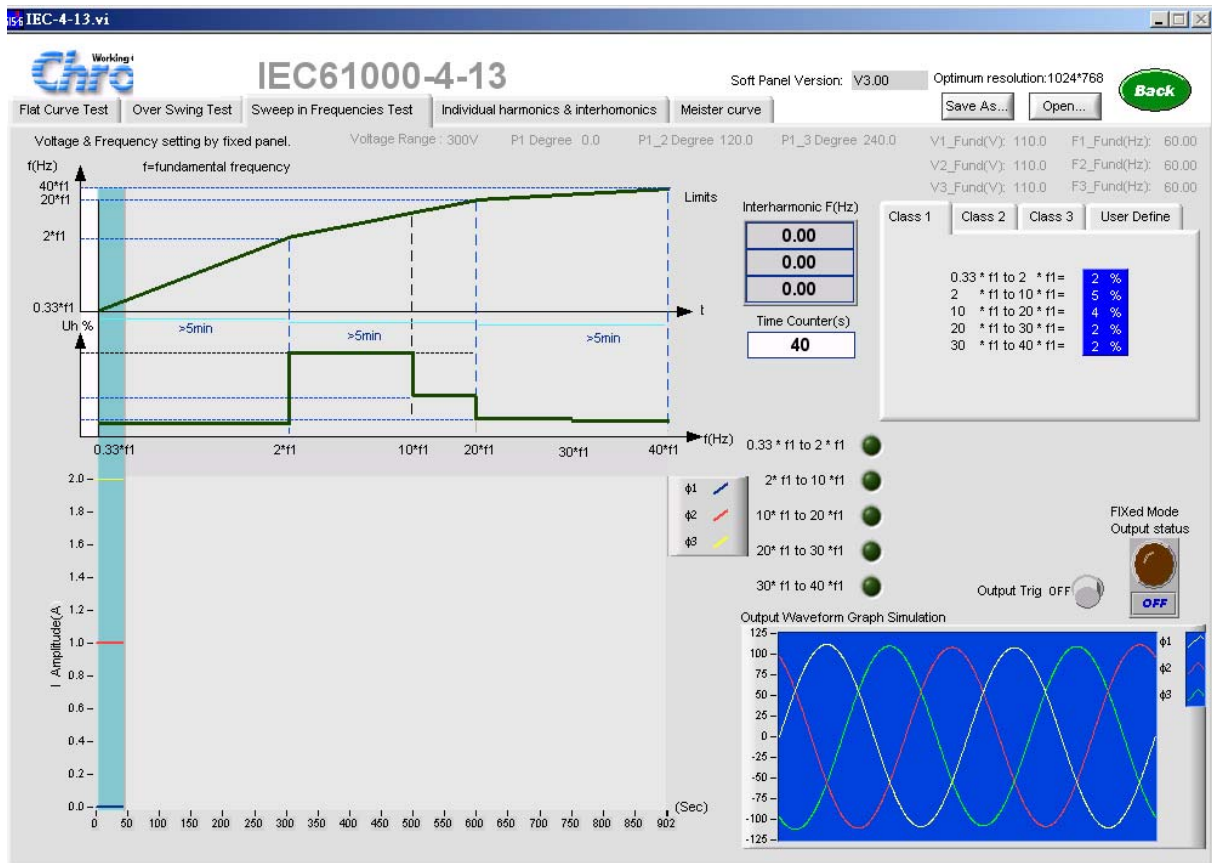 IEC-4-13.vi
Working
Chro
IEC61000-4-13
Soft Panel Version: V3.00
Optimum resolution:1024*768
Back
Save As...
Open...
Flat Curve Test
Over Swing Test
Sweep in Frequencies Test
Individual harmonics & interhomonics
Meister curve
Voltage & Frequency setting by fixed panel.
Voltage Range : 300V
P1 Degree 0.0
P1_2 Degree 120.0
P1_3 Degree 240.0
V1_Fund(V): 110.0
F1_Fund(Hz): 60.00
V2_Fund(V): 110.0
F2_Fund(Hz): 60.00
V3_Fund(V): 110.0
F3_Fund(Hz): 60.00
f(Hz)
f=fundamental frequency
40*f1
20*f1
2*f1
0.33*f1
Limits
t
Uh %
>5min
>5min
>5min
0.33*f1
2*f1
10*f1
20*f1
30*f1
40*f1
f(Hz)
Interharmonic F(Hz)
0.00
0.00
0.00
Time Counter(s)
40
Class 1
Class 2
Class 3
User Define
0.33 * f1 to 2 * f1= 2 %
2 * f1 to 10 * f1= 5 %
10 * f1 to 20 * f1= 4 %
20 * f1 to 30 * f1= 2 %
30 * f1 to 40 * f1= 2 %
0.33 * f1 to 2 * f1
2* f1 to 10 *f1
10* f1 to 20 *f1
20* f1 to 30 *f1
30* f1 to 40 *f1
FIXed Mode
Output status
OFF
Output Trig OFF
ϕ1
ϕ2
ϕ3
I Amplitude(A
2.0
1.8
1.6
1.4
1.2
1.0
0.8
0.6
0.4
0.2
0.0
0 50 100 150 200 250 300 350 400 450 500 550 600 650 700 750 800 850 902
(Sec)
Output Waveform Graph Simulation
125
100
75
50
25
0
-25
-50
-75
-100
-125
ϕ1
ϕ2
ϕ3